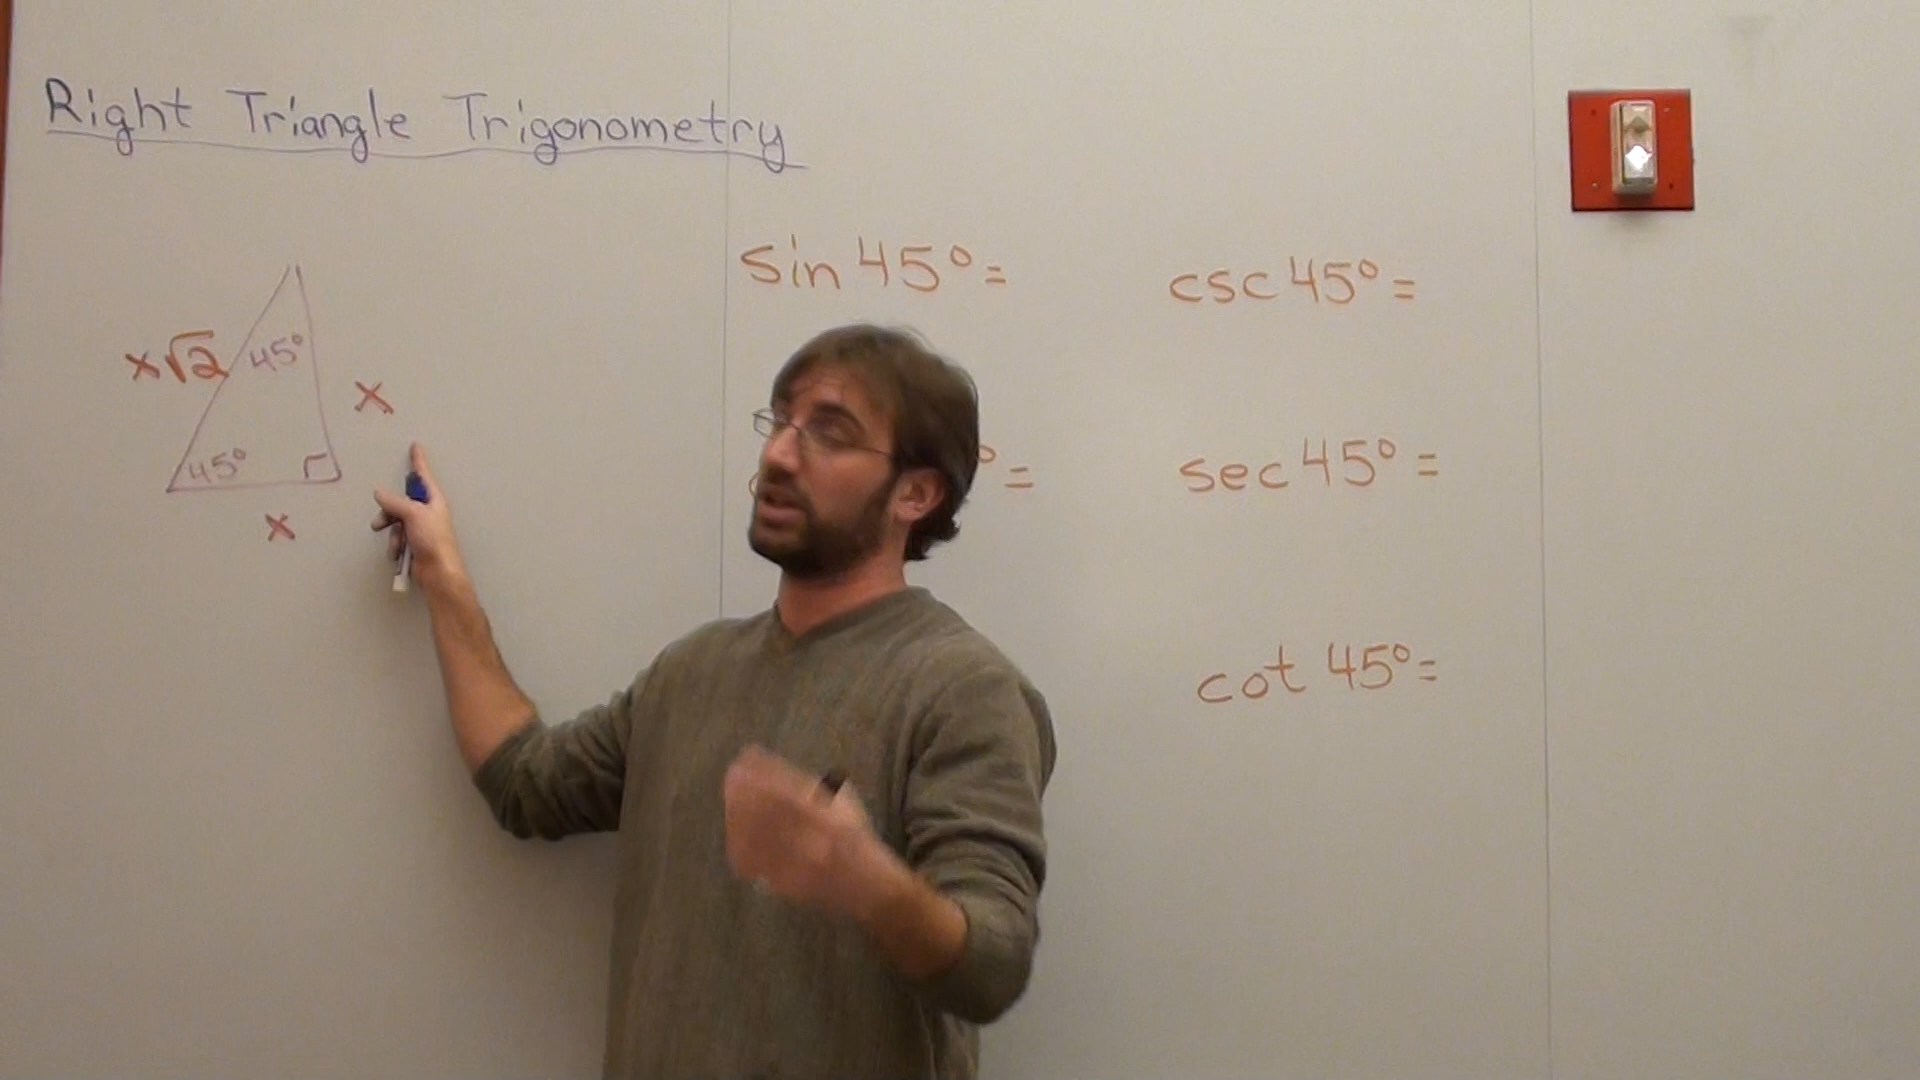 Right Triangle Trigonometry
sin 45° =
csc 45° =
x√2
45°
x
45°
x
° =
sec 45° =
cot 45° =